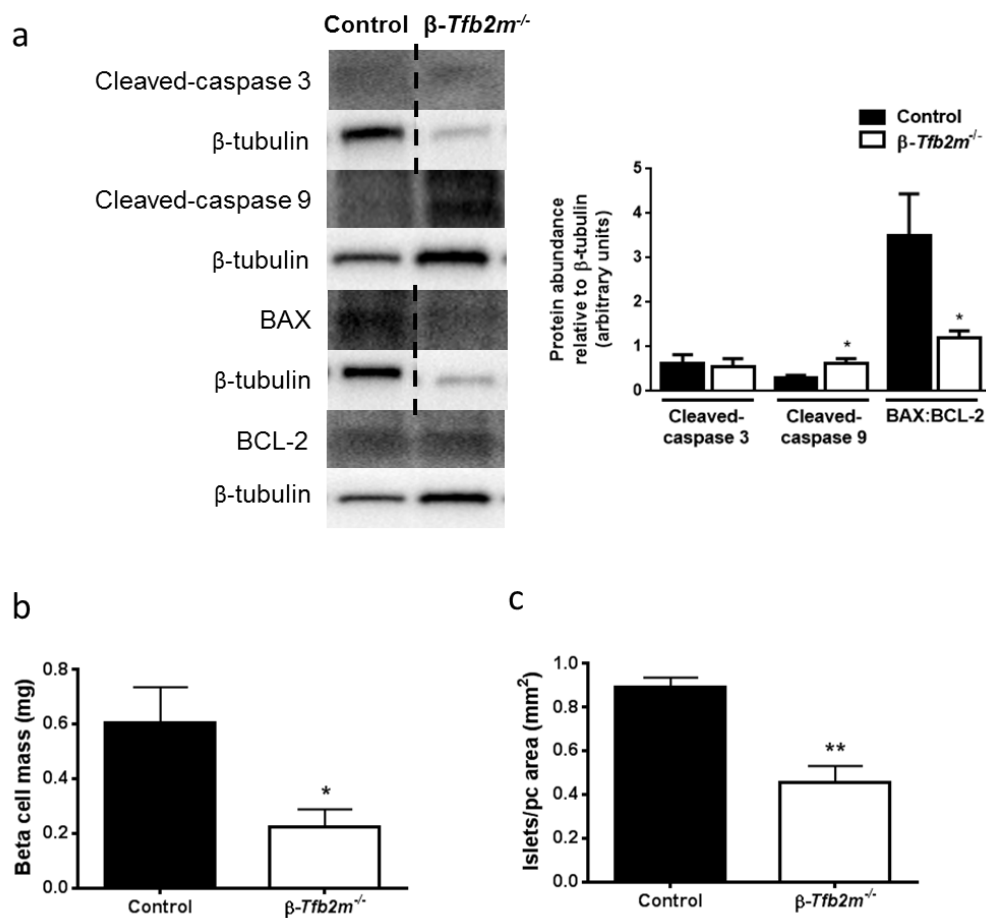 a
Control β-Tfb2m-/-
Cleaved-caspase 3
β-tubulin
Cleaved-caspase 9
β-tubulin
BAX
β-tubulin
BCL-2
β-tubulin
Control
β-Tfb2m-/-
Protein abundance
relative to β-tubulin
(arbitrary units)
5
4
3
2
1
0
*
*
Cleaved-
caspase 3
Cleaved-
caspase 9
BAX:BCL-2
b
Beta cell mass (mg)
0.8
0.6
0.4
0.2
0.0
*
Control
β-Tfb2m-/-
c
Islets/pc area (mm²)
1.0
0.8
0.6
0.4
0.2
0.0
**
Control
β-Tfb2m-/-